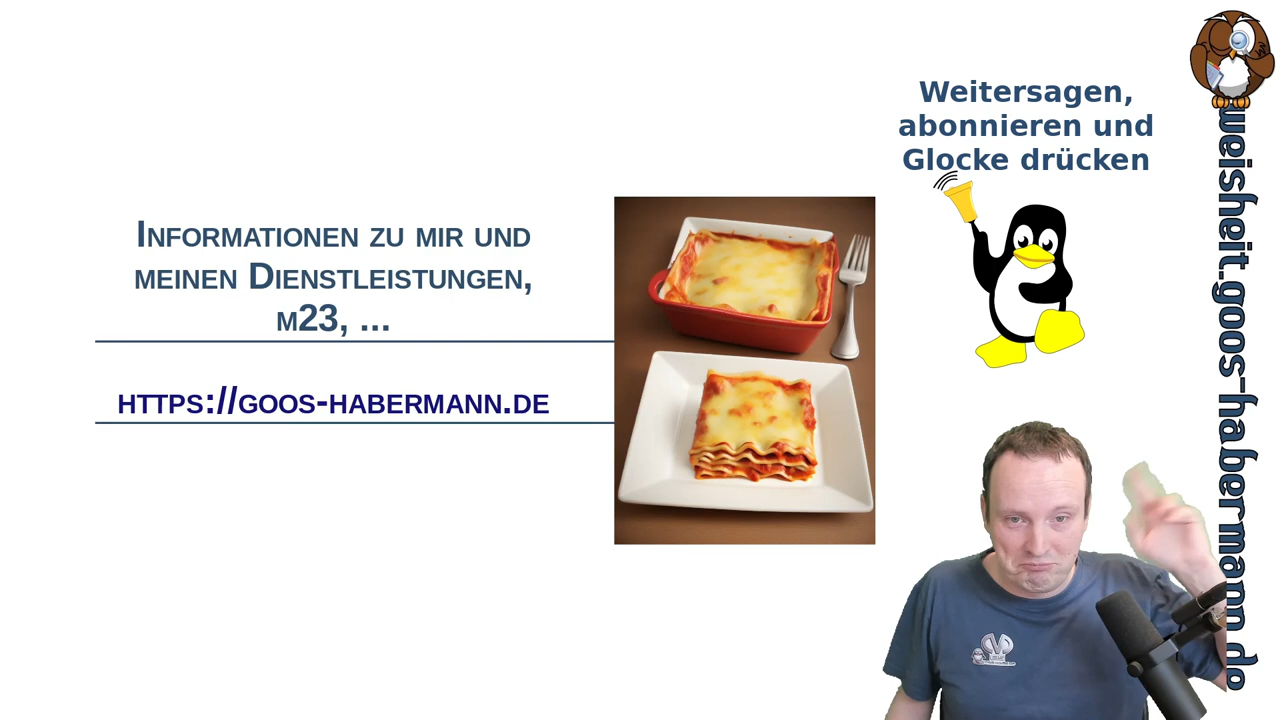 Weitersagen,
abonnieren und
Glocke drücken
Informationen zu mir und
meinen Dienstleistungen,
m23, ...
https://goos-habermann.de
weisheit.goos-habermann.de